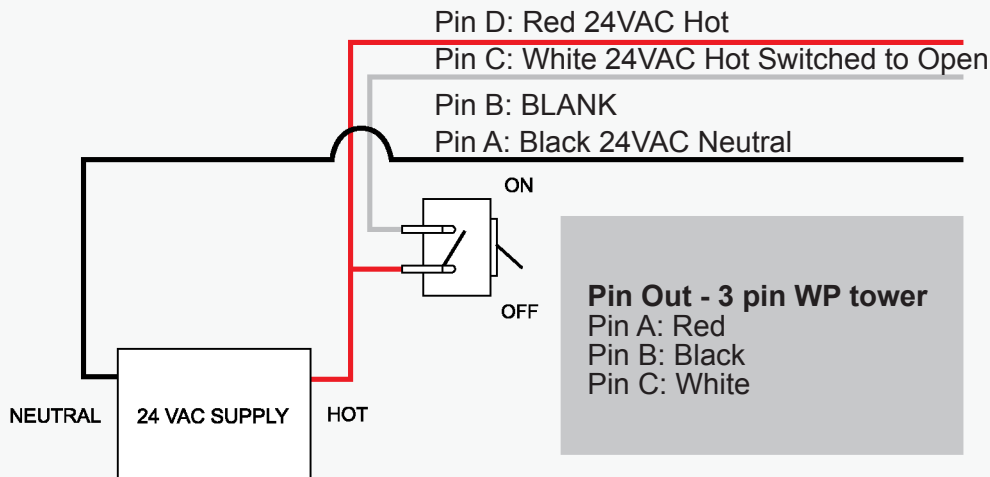 Pin D: Red 24VAC Hot
Pin C: White 24VAC Hot Switched to Open
Pin B: BLANK
Pin A: Black 24VAC Neutral
ON
OFF
Pin Out - 3 pin WP tower
Pin A: Red
Pin B: Black
Pin C: White
NEUTRAL
24 VAC SUPPLY
HOT